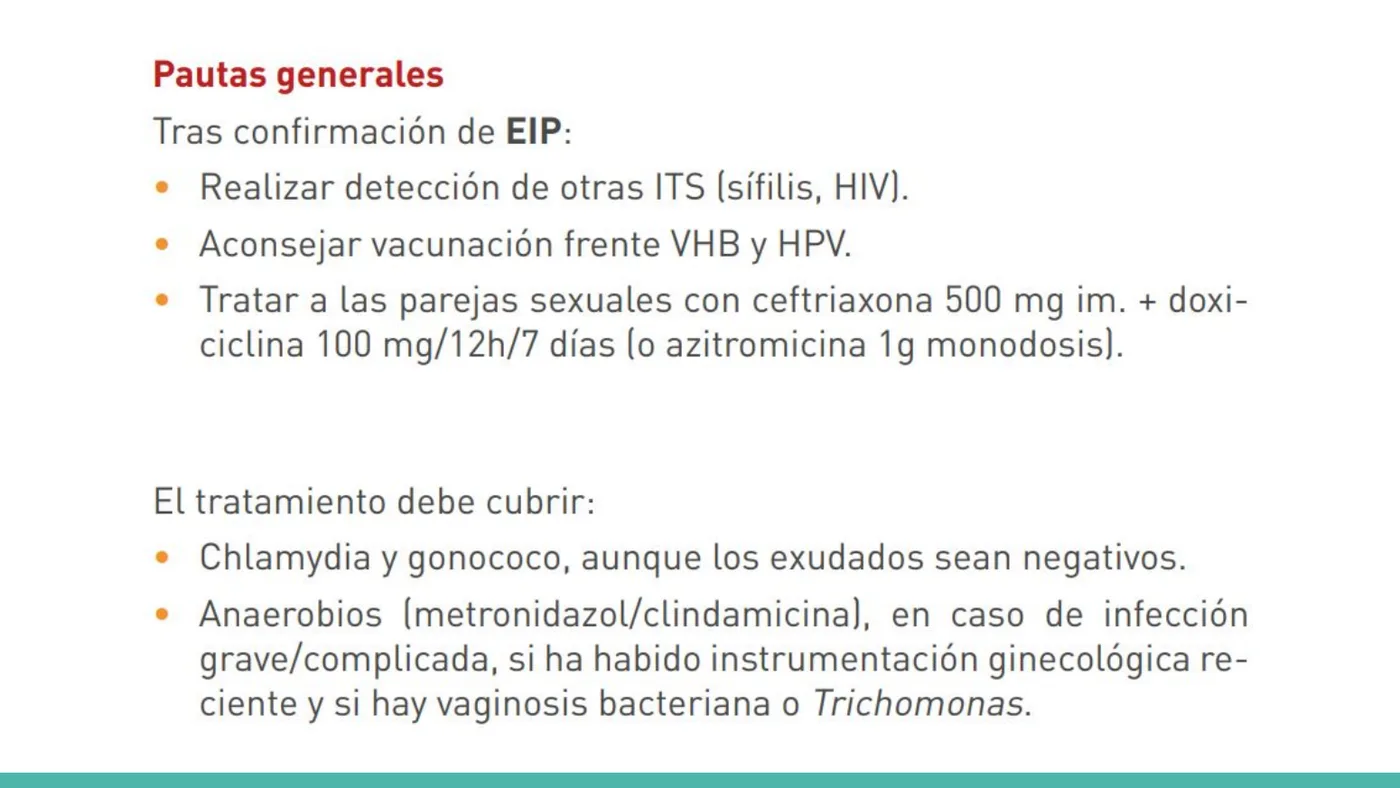 Pautas generales
Tras confirmación de EIP:
• Realizar detección de otras ITS (sífilis, HIV).
• Aconsejar vacunación frente VHB y HPV.
• Tratar a las parejas sexuales con ceftriaxona 500 mg im. + doxi-
ciclina 100 mg/12h/7 días (o azitromicina 1g monodosis).
El tratamiento debe cubrir:
• Chlamydia y gonococo, aunque los exudados sean negativos.
• Anaerobios (metronidazol/clindamicina), en caso de infección
grave/complicada, si ha habido instrumentación ginecológica re-
ciente y si hay vaginosis bacteriana o Trichomonas.